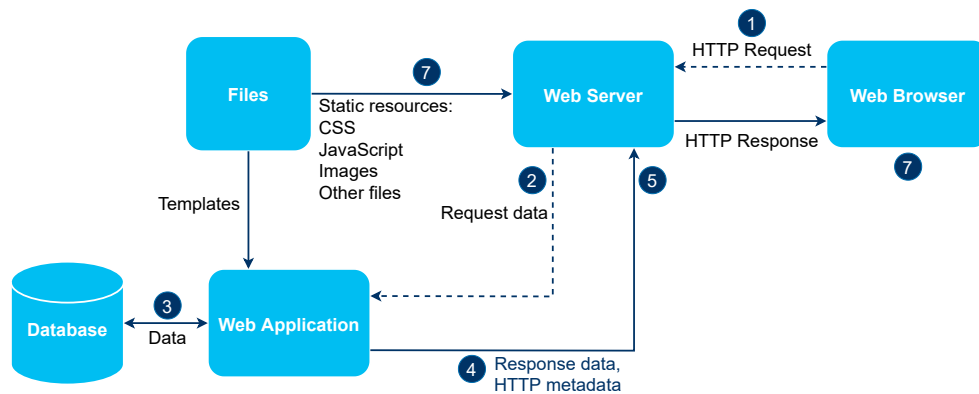 1
HTTP Request
7
Files
Web Server
Web Browser
Static resources:
CSS
JavaScript
Images
Other files
HTTP Response
7
2
5
Templates
Request data
3
Database
Data
Web Application
4
Response data,
HTTP metadata